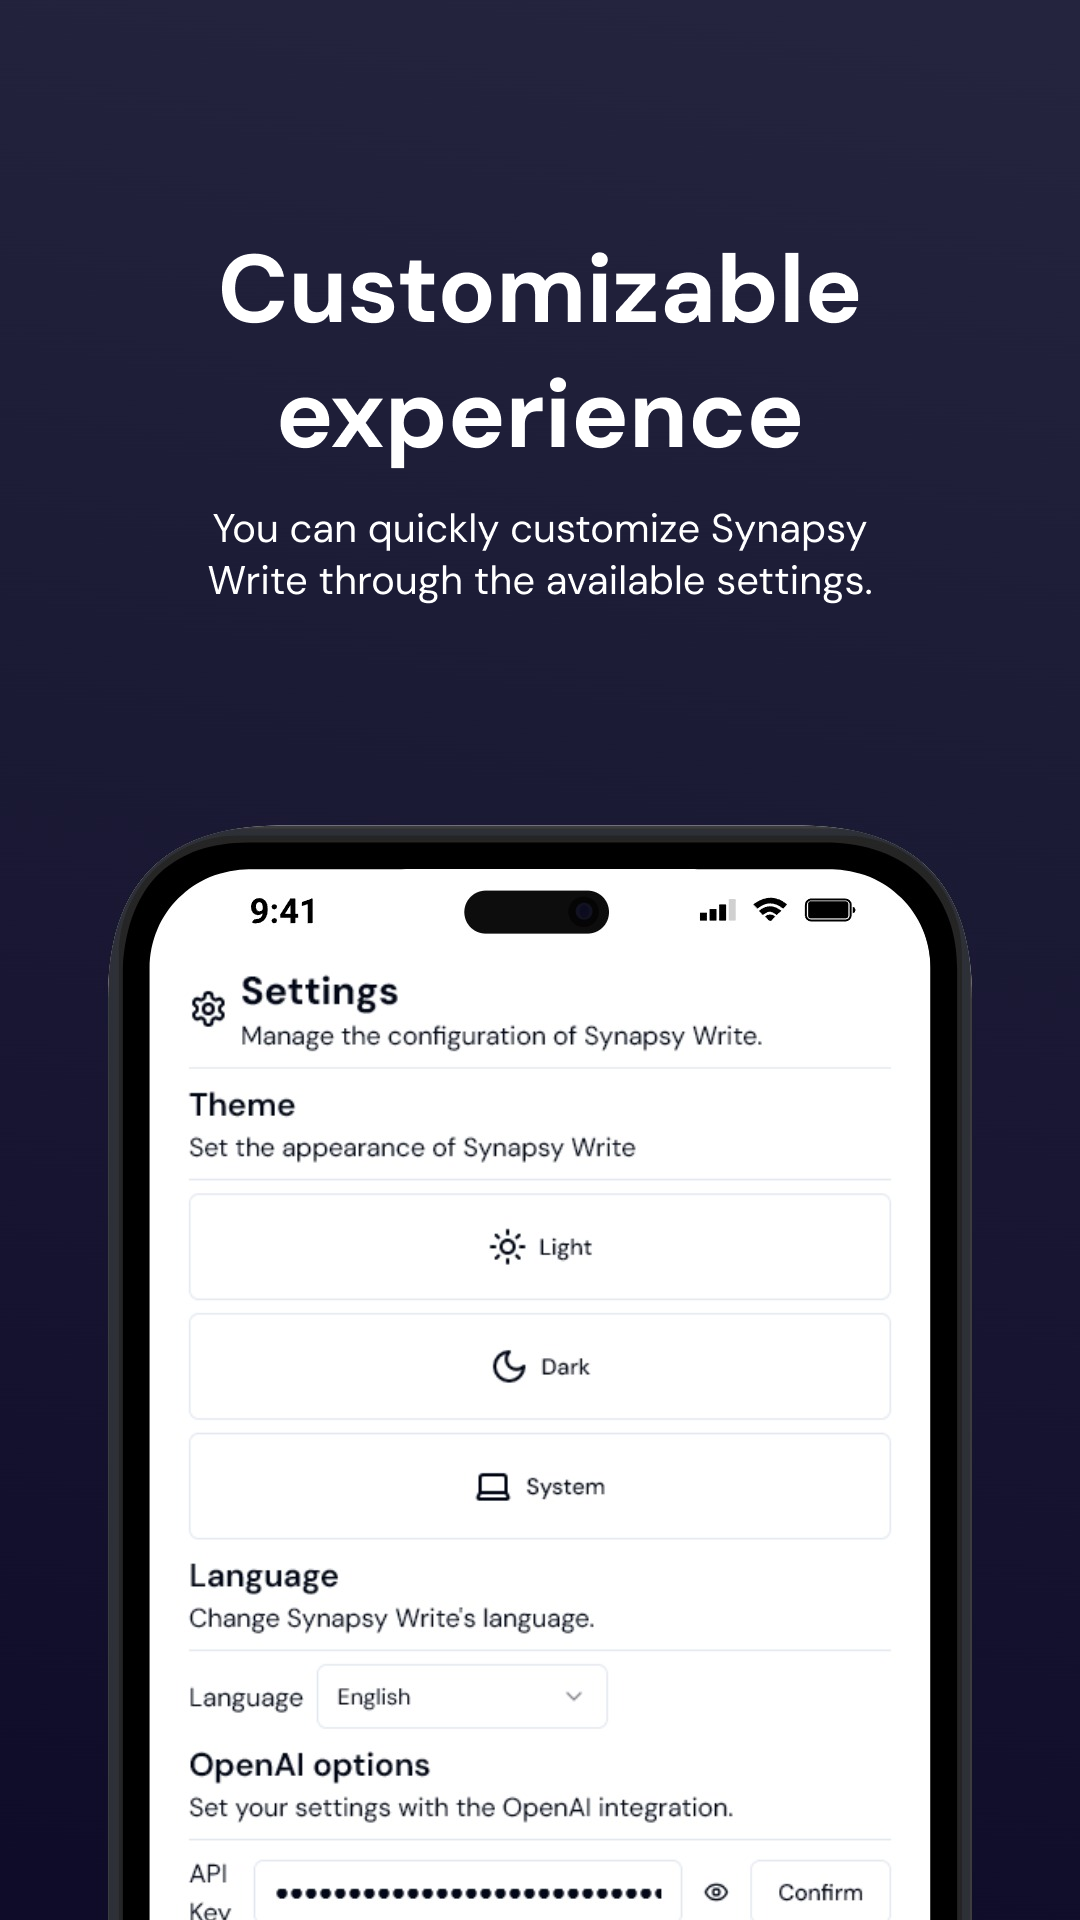 Customizable
experience
You can quickly customize Synapsy
Write through the available settings.
9:41
Settings
Manage the configuration of Synapsy Write.
Theme
Set the appearance of Synapsy Write
Light
Dark
System
Language
Change Synapsy Write's language.
Language English
OpenAI options
Set your settings with the OpenAI integration.
API
Key
Confirm